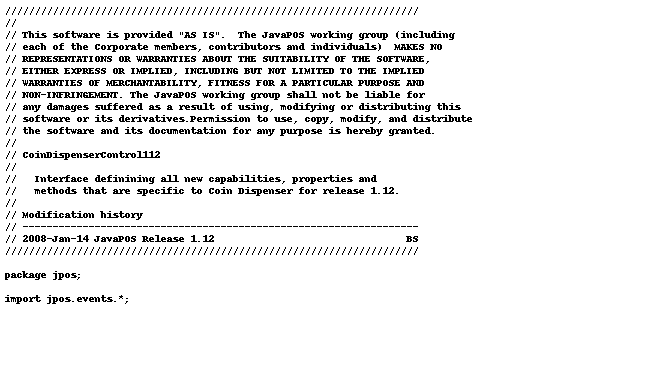 //////////////////////////////////////////////////////////////////////
//
// This software is provided "AS IS".  The JavaPOS working group (including
// each of the Corporate members, contributors and individuals)  MAKES NO
// REPRESENTATIONS OR WARRANTIES ABOUT THE SUITABILITY OF THE SOFTWARE,
// EITHER EXPRESS OR IMPLIED, INCLUDING BUT NOT LIMITED TO THE IMPLIED
// WARRANTIES OF MERCHANTABILITY, FITNESS FOR A PARTICULAR PURPOSE AND
// NON-INFRINGEMENT. The JavaPOS working group shall not be liable for
// any damages suffered as a result of using, modifying or distributing this
// software or its derivatives.Permission to use, copy, modify, and distribute
// the software and its documentation for any purpose is hereby granted.
//
// CoinDispenserControl112
//
//   Interface definining all new capabilities, properties and
//   methods that are specific to Coin Dispenser for release 1.12.
//
// Modification history
// ------------------------------------------------------------------
// 2008-Jan-14 JavaPOS Release 1.12                                BS
//////////////////////////////////////////////////////////////////////
package jpos;
import jpos.events.*;